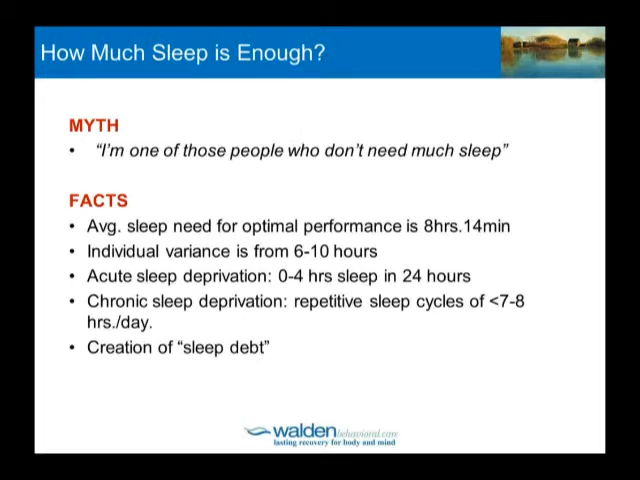 How Much Sleep is Enough?
MYTH
• “I'm one of those people who don't need much sleep”
FACTS
• Avg. sleep need for optimal performance is 8hrs.14min
• Individual variance is from 6-10 hours
• Acute sleep deprivation: 0-4 hrs sleep in 24 hours
• Chronic sleep deprivation: repetitive sleep cycles of <7-8
hrs./day.
• Creation of “sleep debt”
walden behavioral care
lasting recovery for body and mind